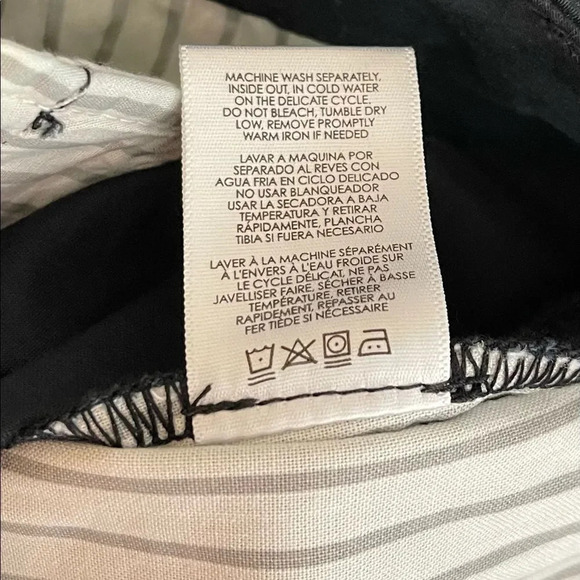 MACHINE WASH SEPARATELY,
INSIDE OUT, IN COLD WATER
ON THE DELICATE CYCLE,
DO NOT BLEACH, TUMBLE DRY
LOW, REMOVE PROMPTLY
WARM IRON IF NEEDED
LAVAR A MAQUINA POR
SEPARADO AL REVES CON
AGUA FRIA EN CICLO DELICADO
NO USAR BLANQUEADOR
USAR LA SECADORA A BAJA
TEMPERATURA Y RETIRAR
RÁPIDAMENTE, PLANCHA
TIBIA SI FUERA NECESARIO
LAVER À LA MACHINE SÉPARÉMENT
À L'ENVERS À L'EAU FROIDE SUR
LE CYCLE DÉLICAT, NE PAS
JAVELLISER FAIRE, SÉCHER À BASSE
TEMPÉRATURE, RETIRER
RAPIDEMENT, REPASSER AU
FER TIÈDE SI NÉCESSAIRE